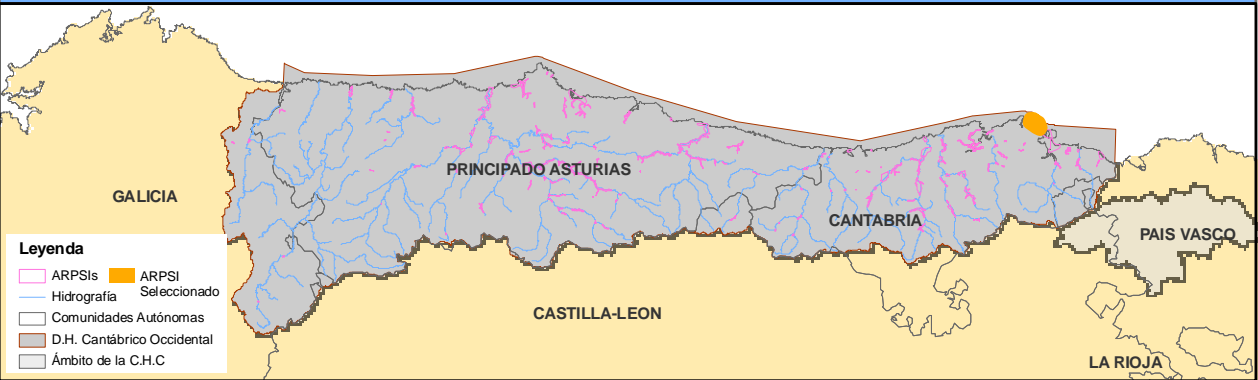 PRINCIPADO ASTURIAS
GALICIA
CANTABRIA
PAIS VASCO
CASTILLA-LEON
LA RIOJA
Leyenda
ARPSIs
ARPSI
Seleccionado
Hidrografía
Comunidades Autónomas
D.H. Cantábrico Occidental
Ámbito de la C.H.C